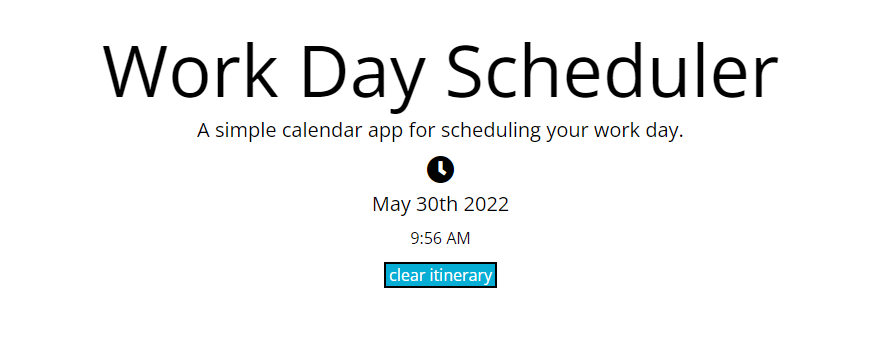 Work Day Scheduler
A simple calendar app for scheduling your work day.
May 30th 2022
9:56 AM
clear itinerary